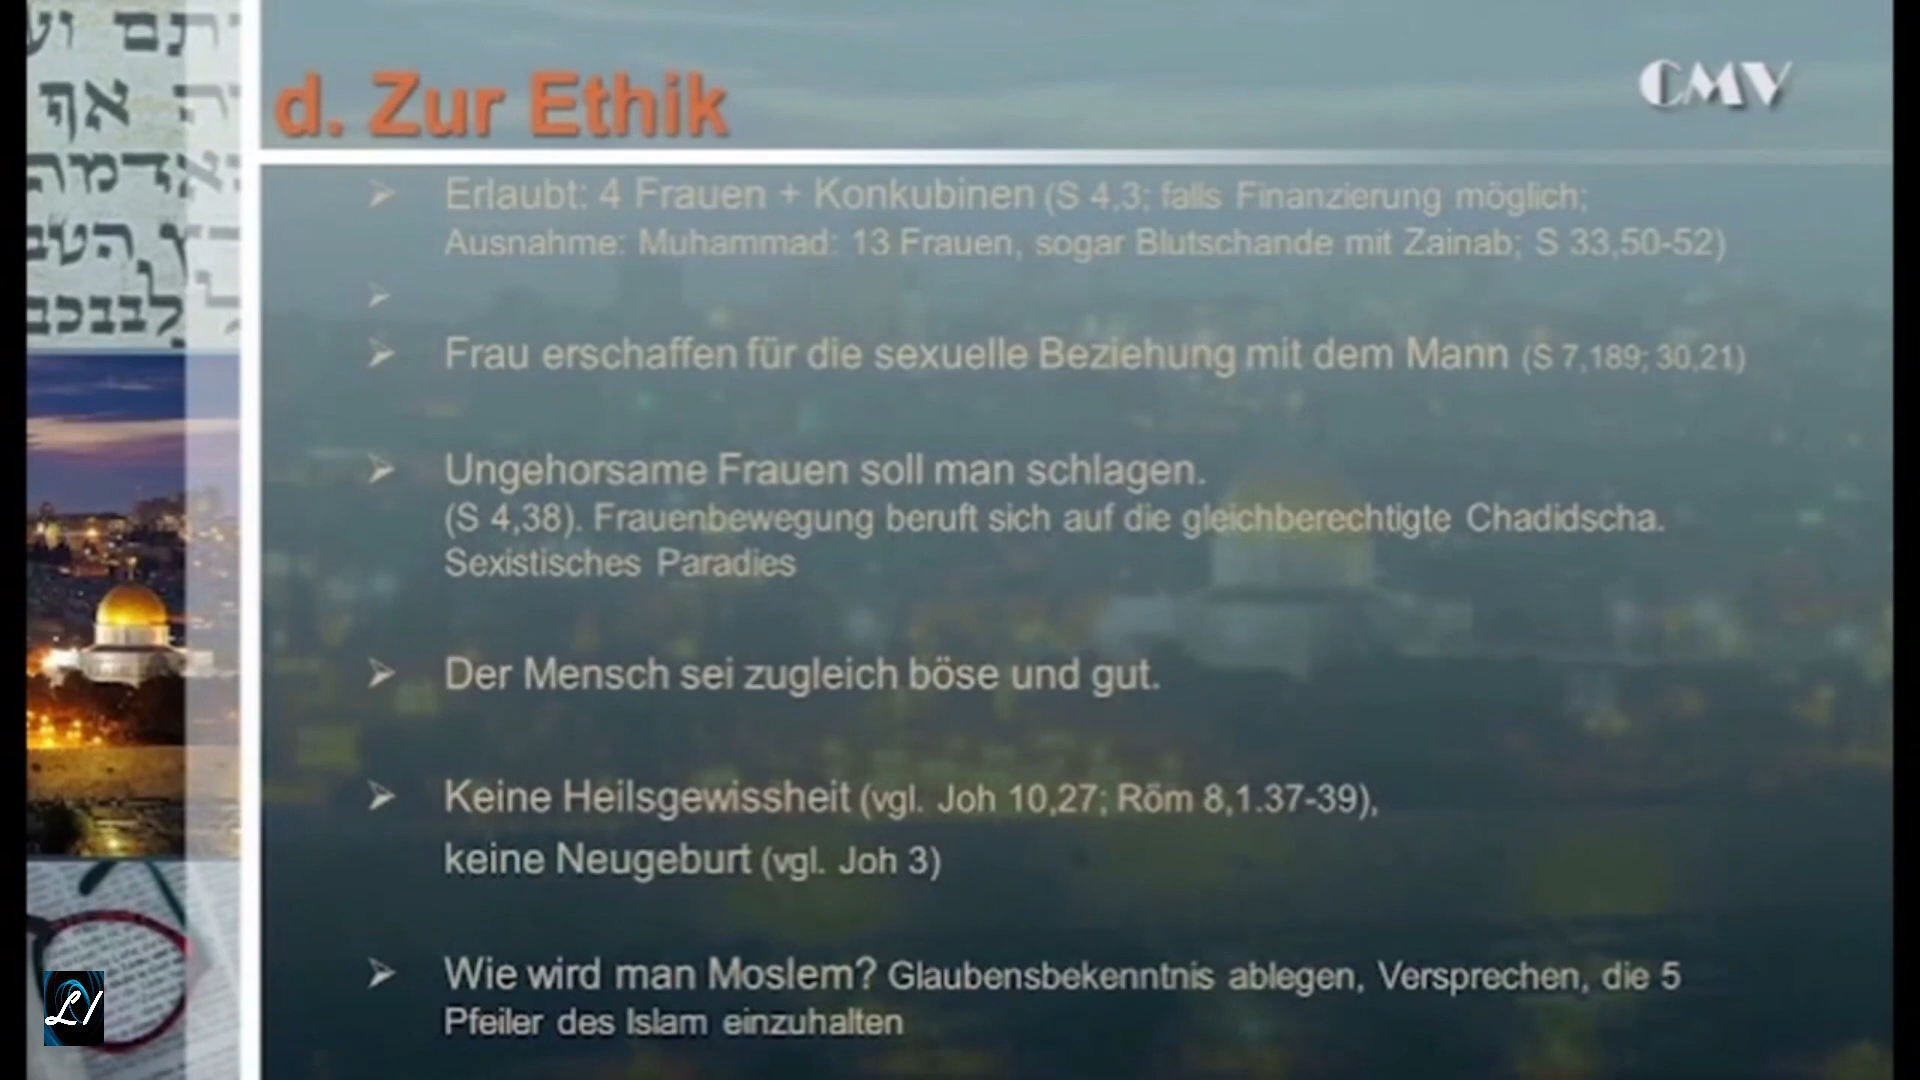 d. Zur Ethik
CMV
➢ Erlaubt: 4 Frauen + Konkubinen (S 4,3; falls Finanzierung möglich;
Ausnahme: Muhammad: 13 Frauen, sogar Blutschande mit Zainab; S 33,50-52)
➢
➢ Frau erschaffen für die sexuelle Beziehung mit dem Mann (S 7,189; 30,21)
➢ Ungehorsame Frauen soll man schlagen.
(S 4,38). Frauenbewegung beruft sich auf die gleichberechtigte Chadidscha.
Sexistisches Paradies
➢ Der Mensch sei zugleich böse und gut.
➢ Keine Heilsgewissheit (vgl. Joh 10,27; Röm 8,1.37-39),
keine Neugeburt (vgl. Joh 3)
➢ Wie wird man Moslem? Glaubensbekenntnis ablegen, Versprechen, die 5
Pfeiler des Islam einzuhalten